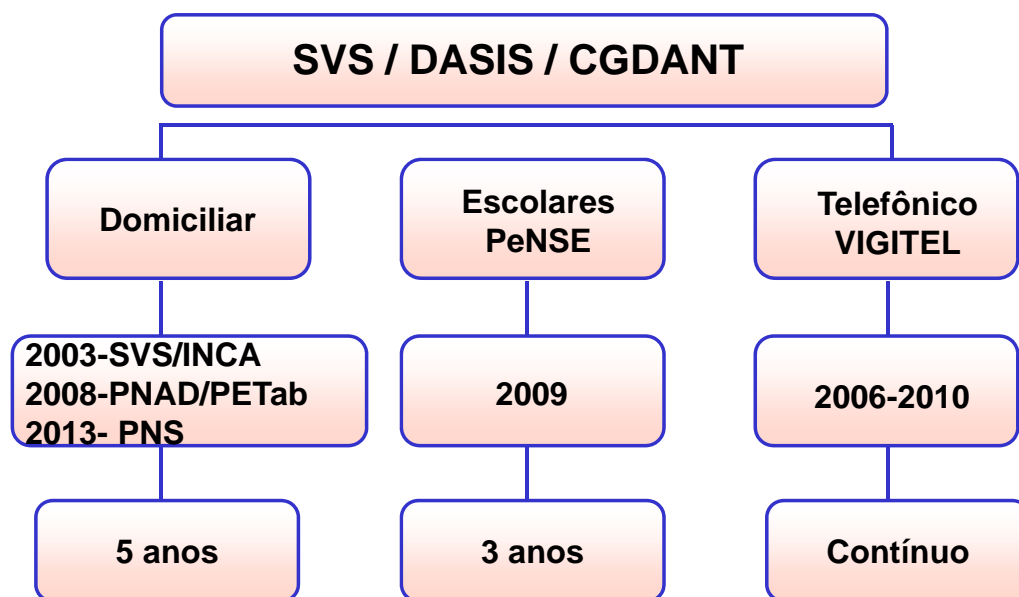 SVS / DASIS / CGDANT
Domiciliar
Escolares
PeNSE
Telefônico
VIGITEL
2003-SVS/INCA
2008-PNAD/PETab
2013- PNS
2009
2006-2010
5 anos
3 anos
Contínuo